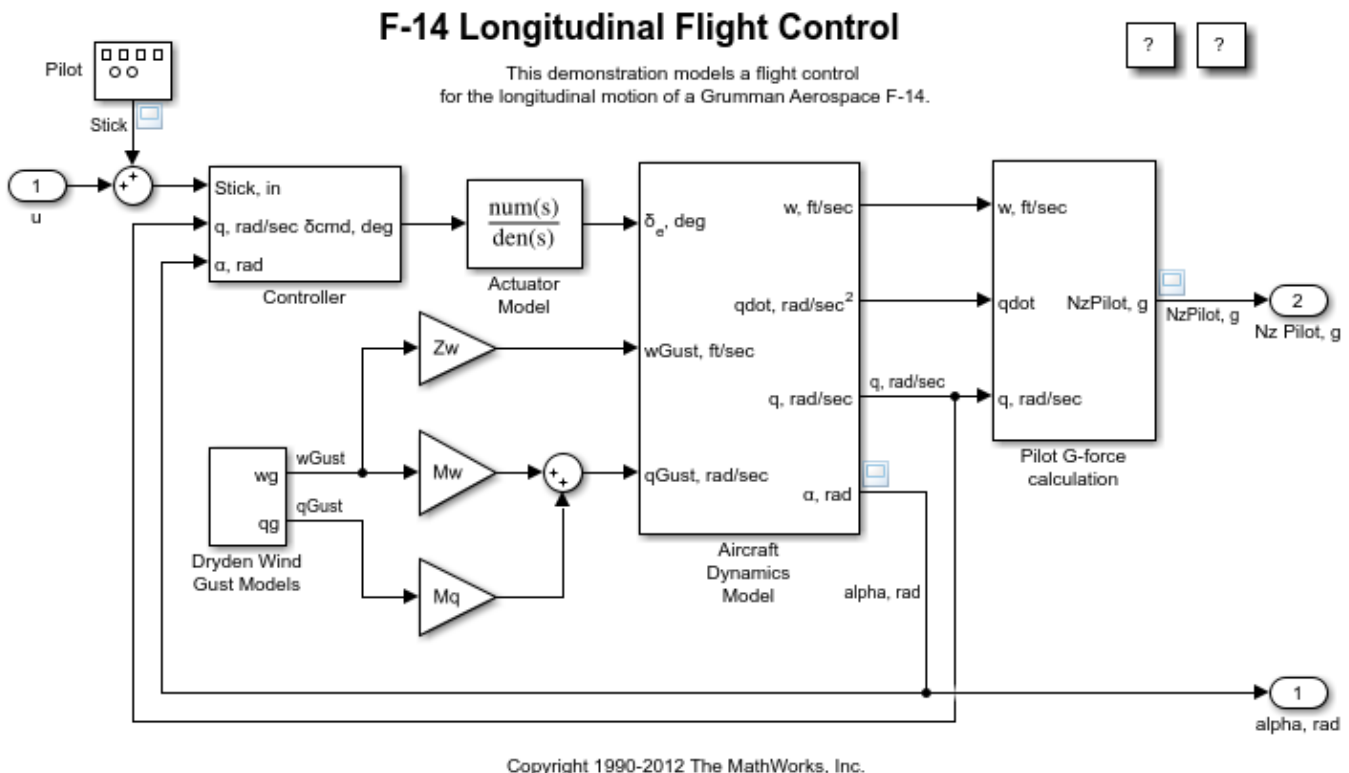 F-14 Longitudinal Flight Control
?
?
This demonstration models a flight control
for the longitudinal motion of a Grumman Aerospace F-14.
Pilot
Stick
1
u
Stick, in
q, rad/sec δcmd, deg
α, rad
Controller
num(s)
den(s)
Actuator
Model
Zw
Mw
Mq
wg
qg
wGust
qGust
Dryden Wind
Gust Models
δe, deg
wGust, ft/sec
qGust, rad/sec
w, ft/sec
qdot, rad/sec²
q, rad/sec
α, rad
Aircraft
Dynamics
Model
q, rad/sec
alpha, rad
w, ft/sec
qdot
q, rad/sec
NzPilot, g
Pilot G-force
calculation
NzPilot, g
2
Nz Pilot, g
1
alpha, rad
Copyright 1990-2012 The MathWorks, Inc.